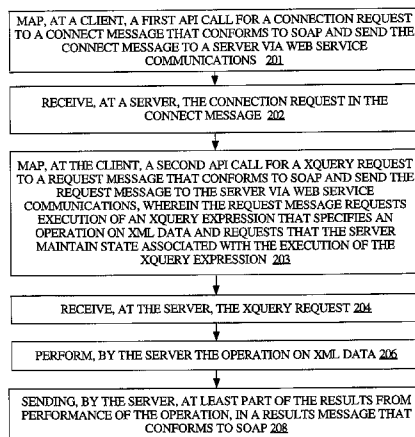 MAP, AT A CLIENT, A FIRST API CALL FOR A CONNECTION REQUEST
TO A CONNECT MESSAGE THAT CONFORMS TO SOAP AND SEND THE
CONNECT MESSAGE TO A SERVER VIA WEB SERVICE
COMMUNICATIONS 201
RECEIVE, AT A SERVER, THE CONNECTION REQUEST IN THE
CONNECT MESSAGE 202
MAP, AT THE CLIENT, A SECOND API CALL FOR A XQUERY REQUEST
TO A REQUEST MESSAGE THAT CONFORMS TO SOAP AND SEND THE
REQUEST MESSAGE TO THE SERVER VIA WEB SERVICE
COMMUNICATIONS, WHEREIN THE REQUEST MESSAGE REQUESTS
EXECUTION OF AN XQUERY EXPRESSION THAT SPECIFIES AN
OPERATION ON XML DATA AND REQUESTS THAT THE SERVER
MAINTAIN STATE ASSOCIATED WITH THE EXECUTION OF THE
XQUERY EXPRESSION 203
RECEIVE, AT THE SERVER, THE XQUERY REQUEST 204
PERFORM, BY THE SERVER THE OPERATION ON XML DATA 206
SENDING, BY THE SERVER, AT LEAST PART OF THE RESULTS FROM
PERFORMANCE OF THE OPERATION, IN A RESULTS MESSAGE THAT
CONFORMS TO SOAP 208